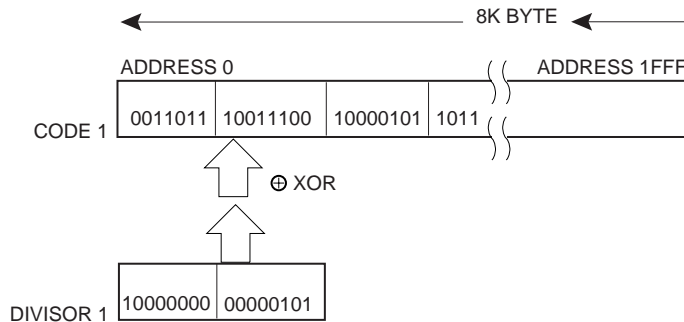 8K BYTE
ADDRESS 0 ADDRESS 1FFF
CODE 1 0011011 10011100 10000101 1011
⊕ XOR
DIVISOR 1 10000000 00000101